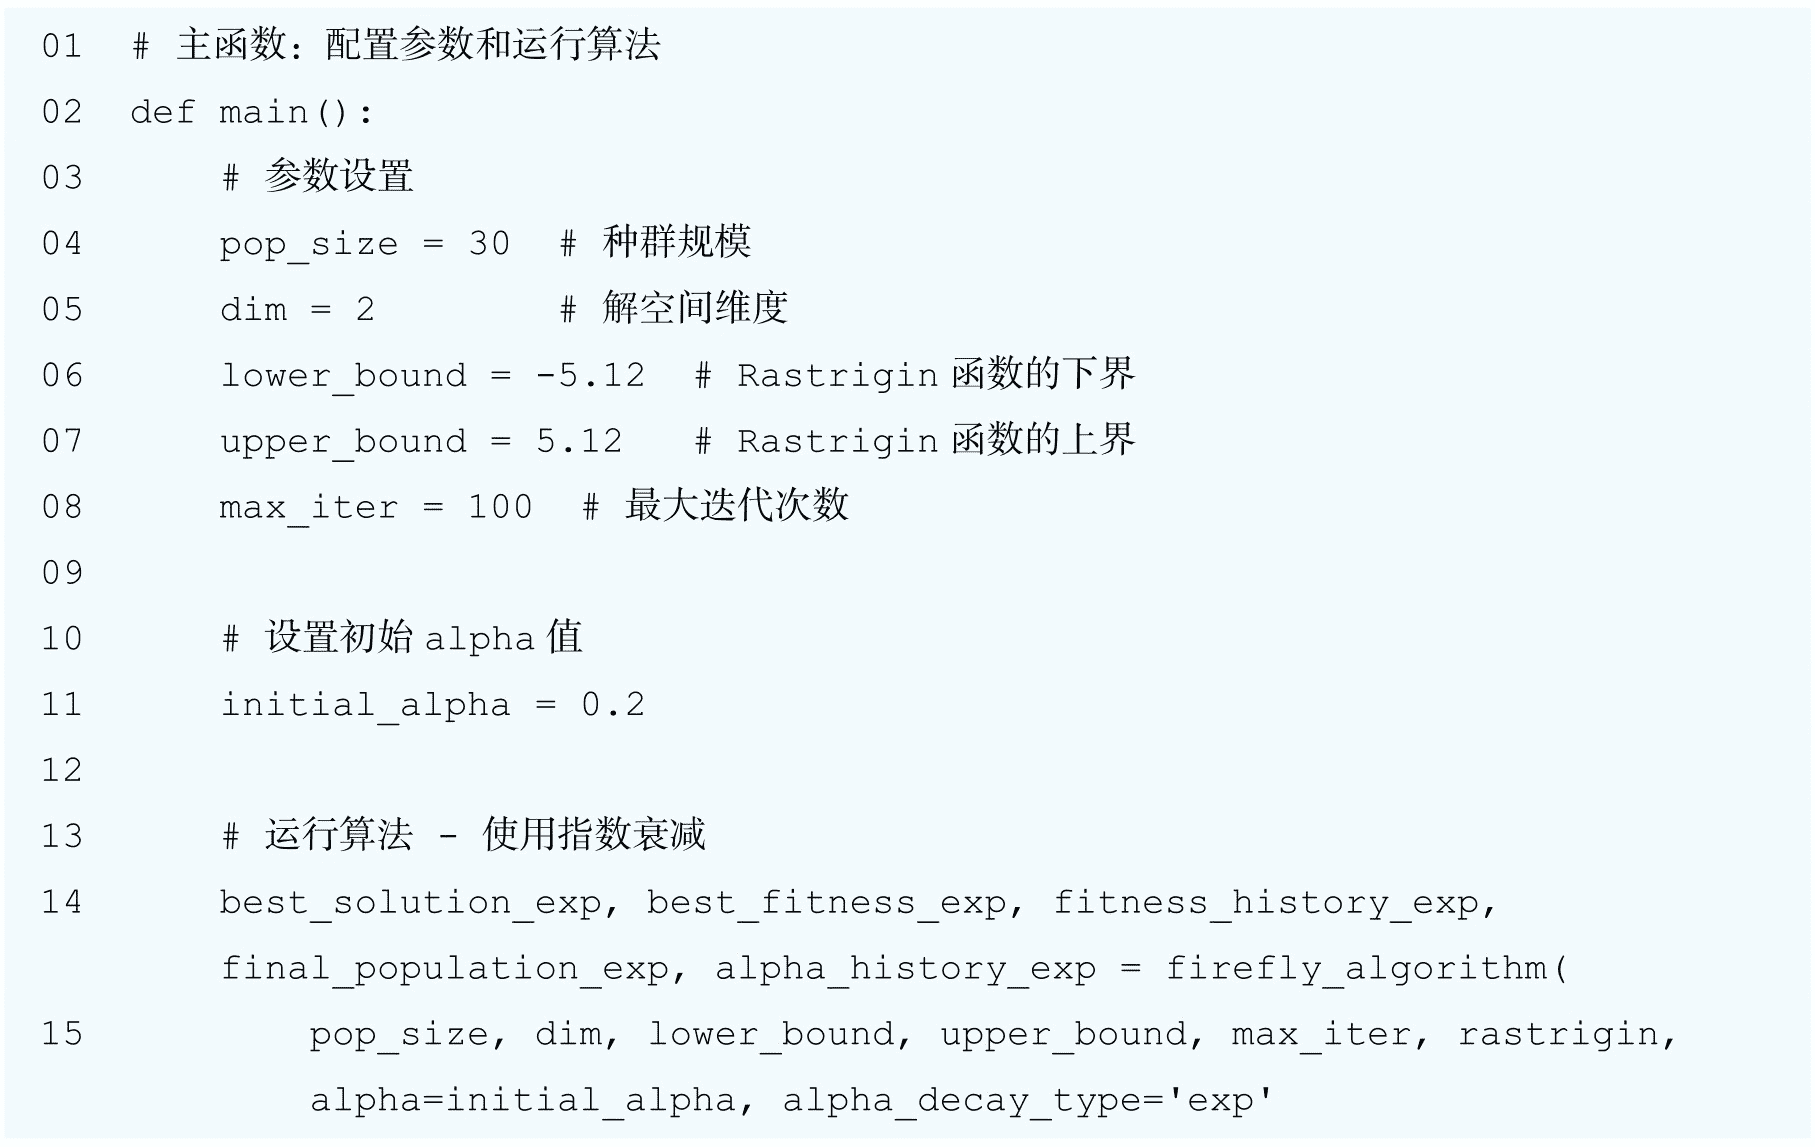 01 # 主函数：配置参数和运行算法
02 def main():
03     # 参数设置
04     pop_size = 30  # 种群规模
05     dim = 2        # 解空间维度
06     lower_bound = -5.12  # Rastrigin 函数的下界
07     upper_bound = 5.12   # Rastrigin 函数的上界
08     max_iter = 100  # 最大迭代次数
09
10     # 设置初始 alpha 值
11     initial_alpha = 0.2
12
13     # 运行算法 - 使用指数衰减
14     best_solution_exp, best_fitness_exp, fitness_history_exp,
       final_population_exp, alpha_history_exp = firefly_algorithm(
15         pop_size, dim, lower_bound, upper_bound, max_iter, rastrigin,
           alpha=initial_alpha, alpha_decay_type='exp'